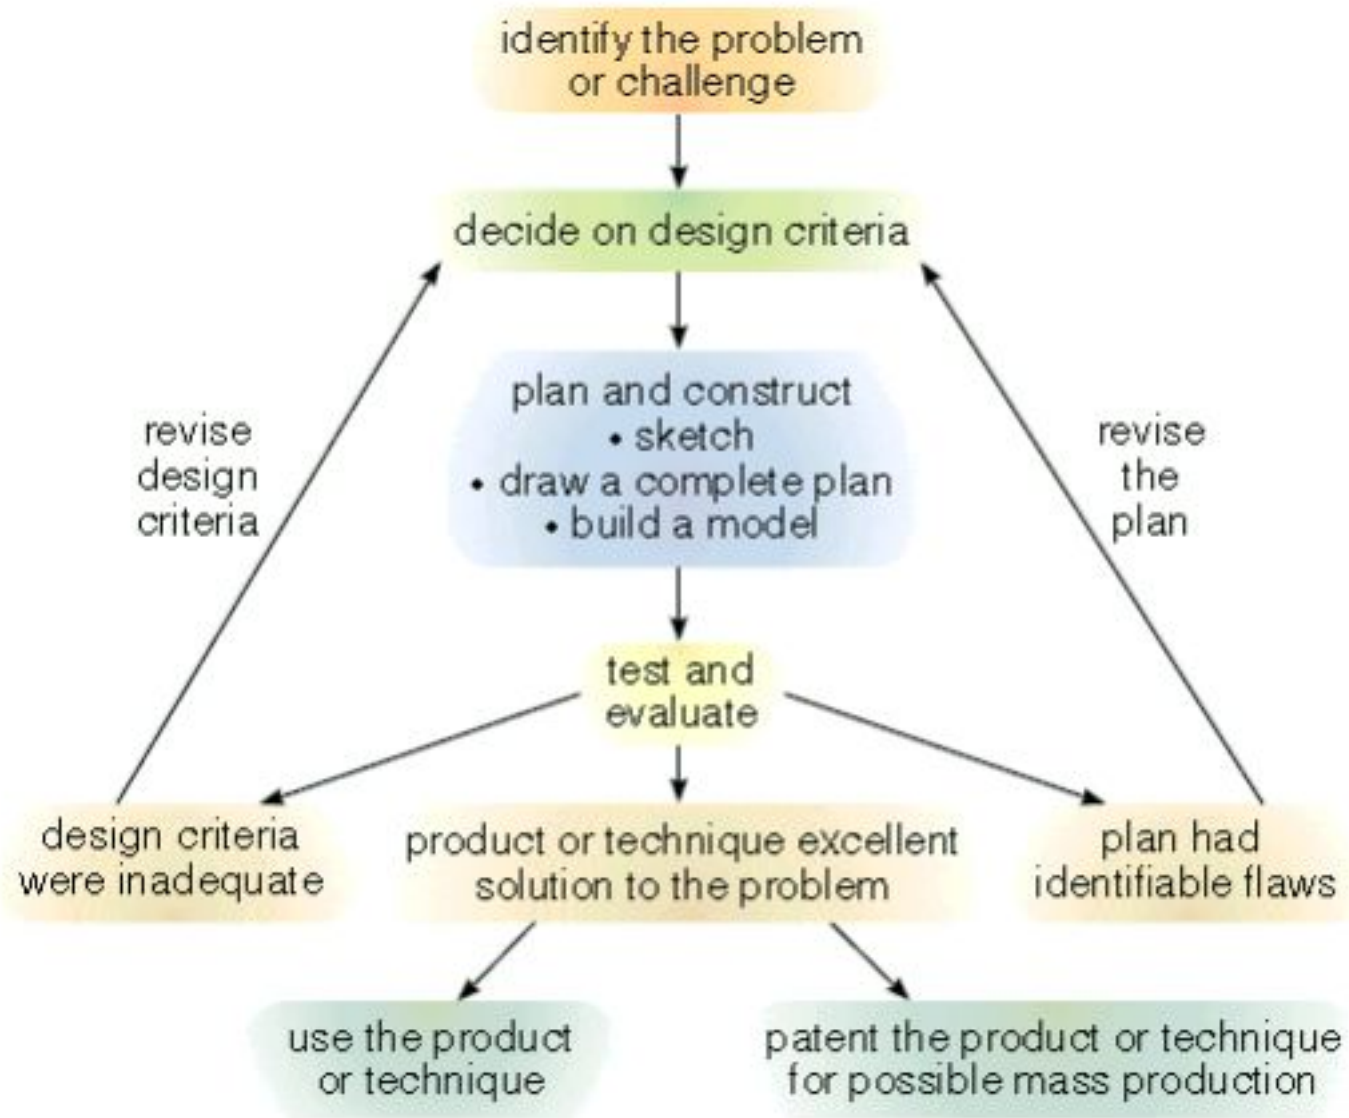 identify the problem
or challenge
decide on design criteria
plan and construct
• sketch
• draw a complete plan
• build a model
revise
design
criteria
revise
the
plan
test and
evaluate
design criteria
were inadequate
product or technique excellent
solution to the problem
plan had
identifiable flaws
use the product
or technique
patent the product or technique
for possible mass production